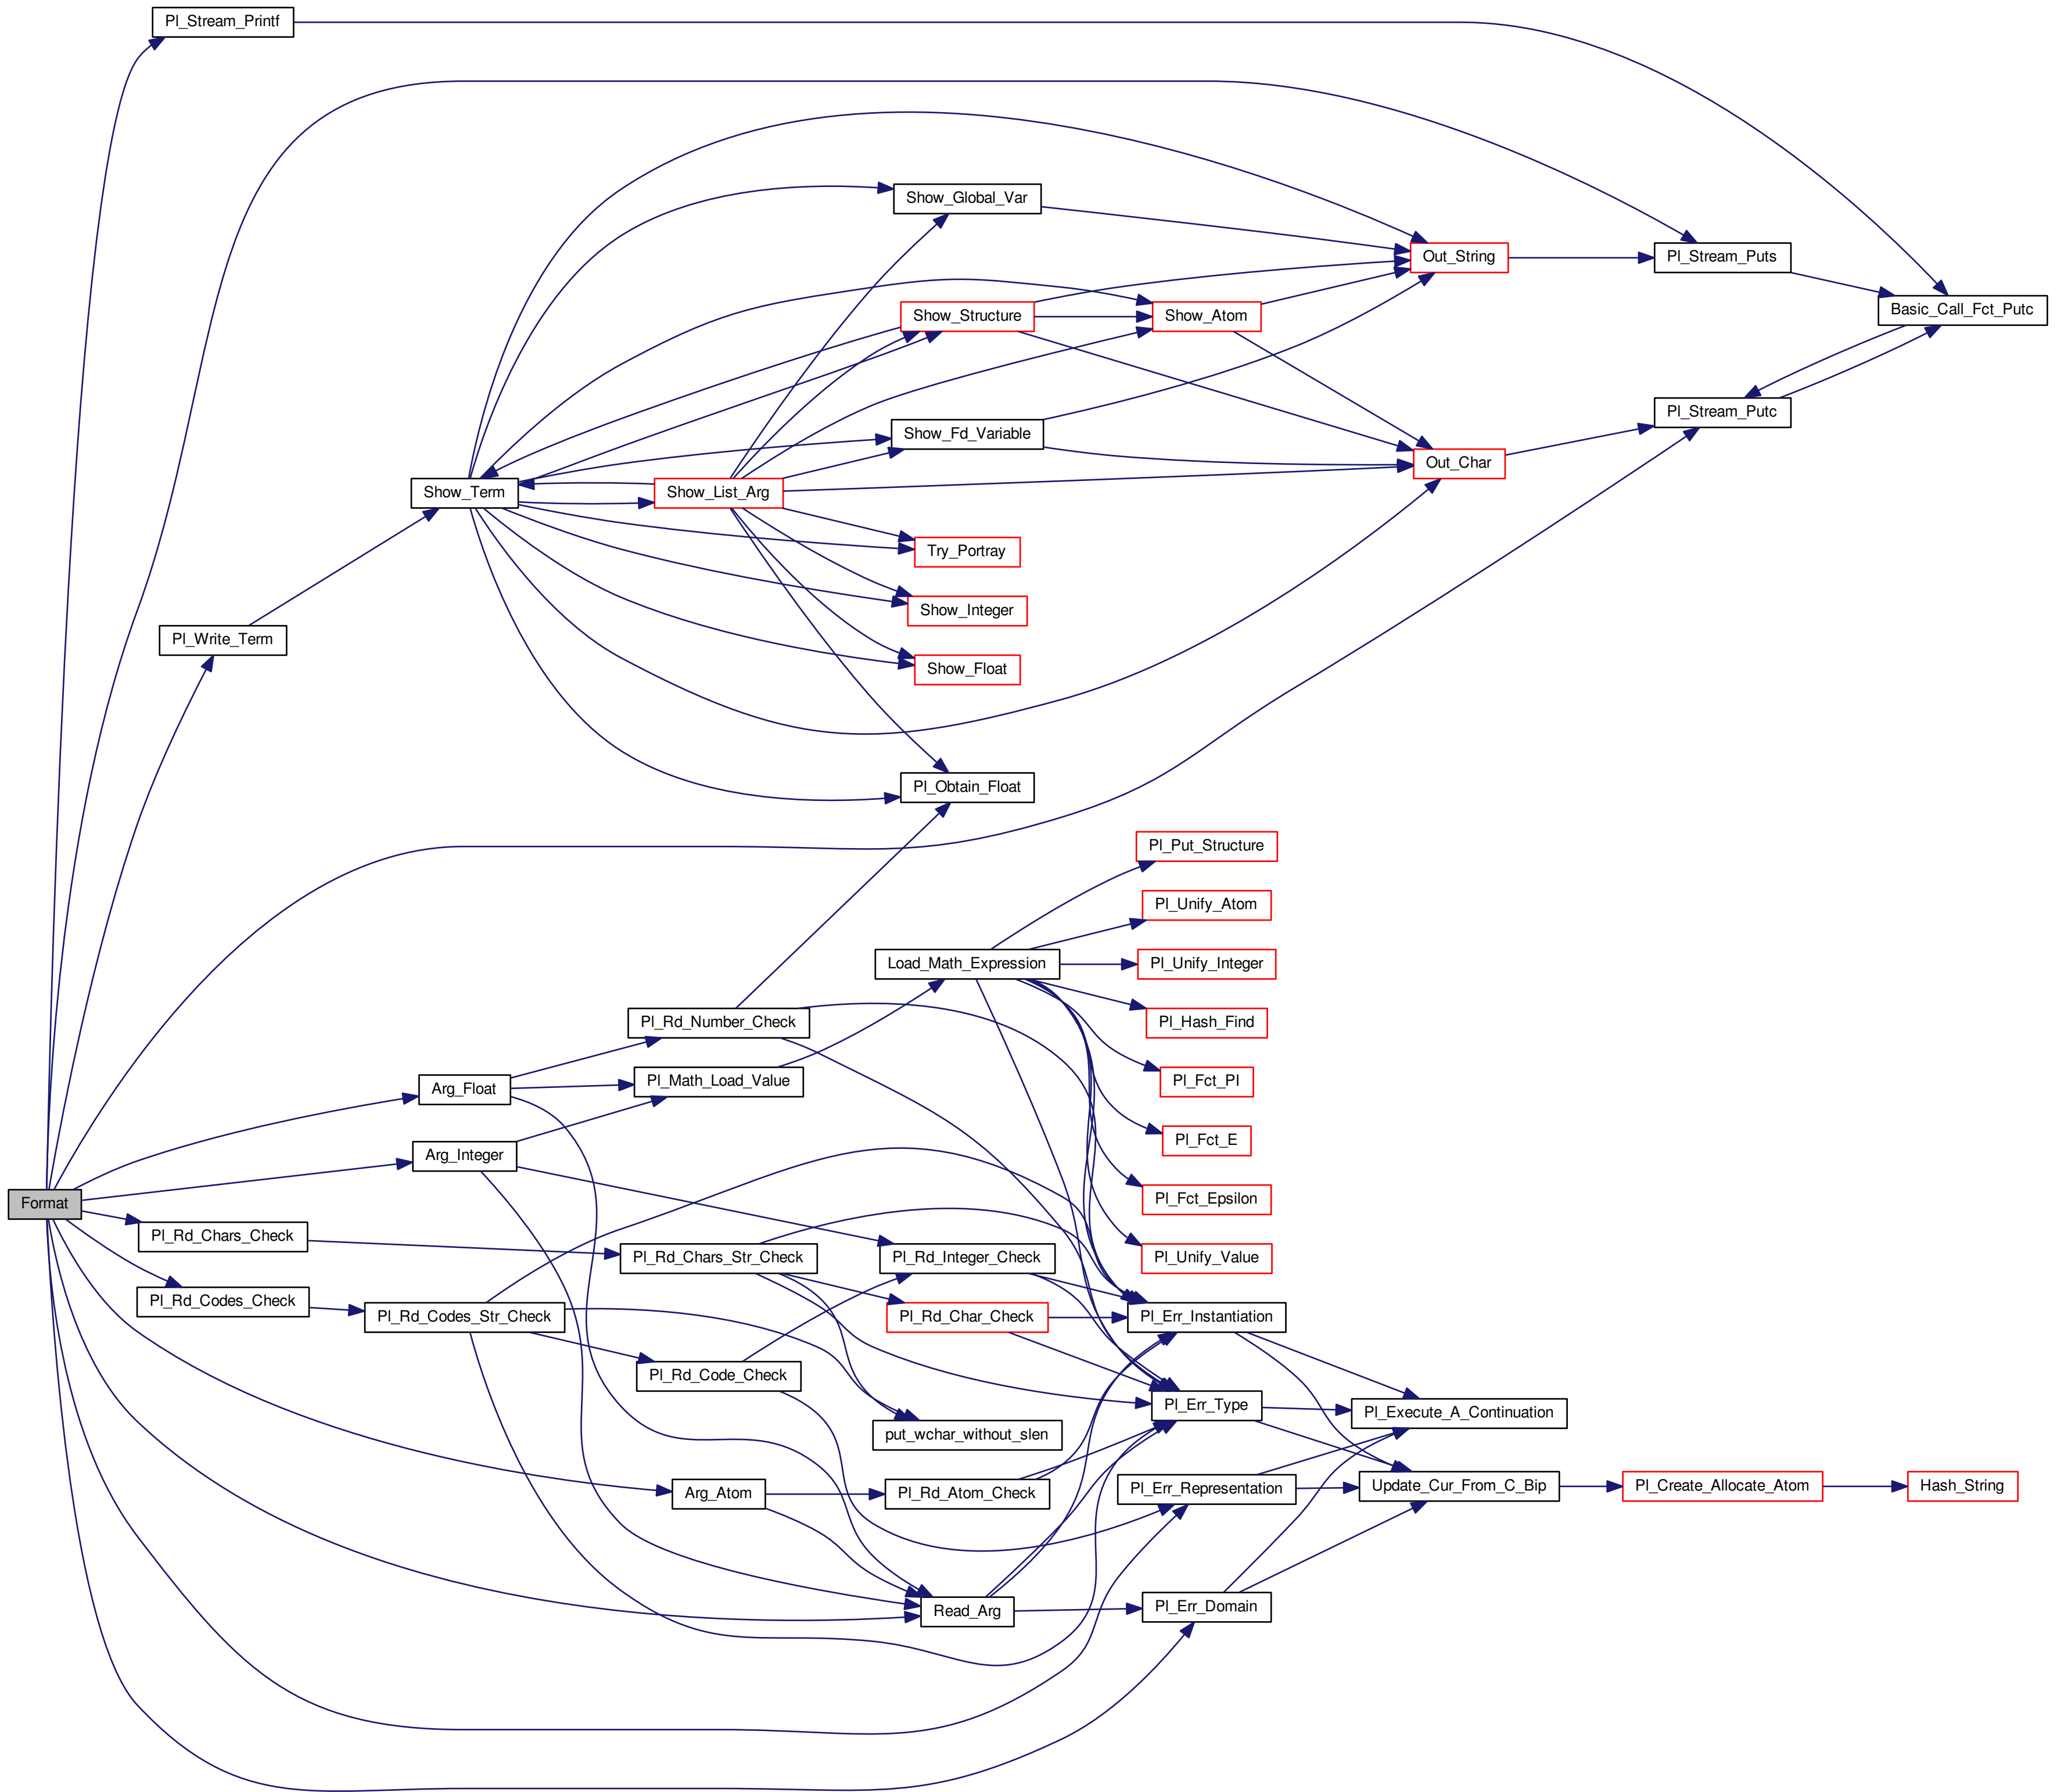 Pl_Stream_Printf
Show_Global_Var
Out_String
Pl_Stream_Puts
Basic_Call_Fct_Putc
Show_Structure
Show_Atom
Pl_Stream_Putc
Show_Fd_Variable
Out_Char
Show_Term
Show_List_Arg
Try_Portray
Show_Integer
Pl_Write_Term
Show_Float
Pl_Obtain_Float
Pl_Put_Structure
Pl_Unify_Atom
Load_Math_Expression
Pl_Unify_Integer
Pl_Rd_Number_Check
Pl_Hash_Find
Pl_Math_Load_Value
Pl_Fct_PI
Arg_Float
Pl_Fct_E
Arg_Integer
Pl_Fct_Epsilon
Format
Pl_Rd_Chars_Check
Pl_Rd_Chars_Str_Check
Pl_Rd_Integer_Check
Pl_Unify_Value
Pl_Rd_Codes_Check
Pl_Rd_Codes_Str_Check
Pl_Rd_Char_Check
Pl_Err_Instantiation
Pl_Rd_Code_Check
Pl_Err_Type
Pl_Execute_A_Continuation
put_wchar_without_slen
Arg_Atom
Pl_Rd_Atom_Check
Pl_Err_Representation
Update_Cur_From_C_Bip
Pl_Create_Allocate_Atom
Hash_String
Read_Arg
Pl_Err_Domain